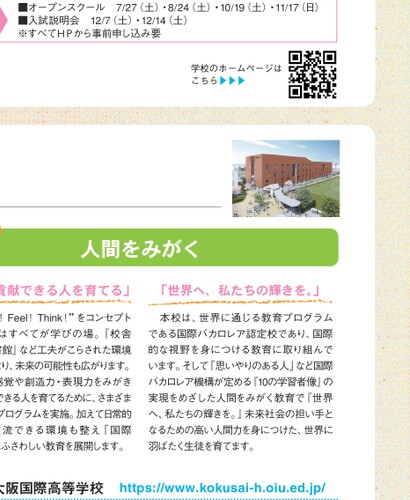 ■オープンスクール 7/27（土）・8/24（土）・10/19（土）・11/17（日）
■入試説明会 12/7（土）・12/14（土）
※すべてＨＰから事前申し込み要
学校のホームページは
こちら▶▶▶
人間をみがく
貢献できる人を育てる」
！Feel！Think！”をコンセプト
はすべてが学びの場。『校舎
書館』など工夫がこらされた環境
なり、未来の可能性も広がります。
感覚や創造力・表現力をみがき
できる人を育てるために、さまざま
プログラムを実施。加えて日常的
流できる環境も整え「国際
ふさわしい教育を展開します。
「世界へ、私たちの輝きを。」
本校は、世界に通じる教育プログラム
である国際バカロレア認定校であり、国際
的な視野を身につける教育に取り組んで
います。そして『思いやりのある人』など国際
バカロレア機構が定める『10の学習者像』の
実現をめざした人間をみがく教育で『世界
へ、私たちの輝きを。』未来社会の担い手と
なるための高い人間力を身につけた、世界に
羽ばたく生徒を育てます。
大阪国際高等学校 https://www.kokusai-h.oiu.ed.jp/